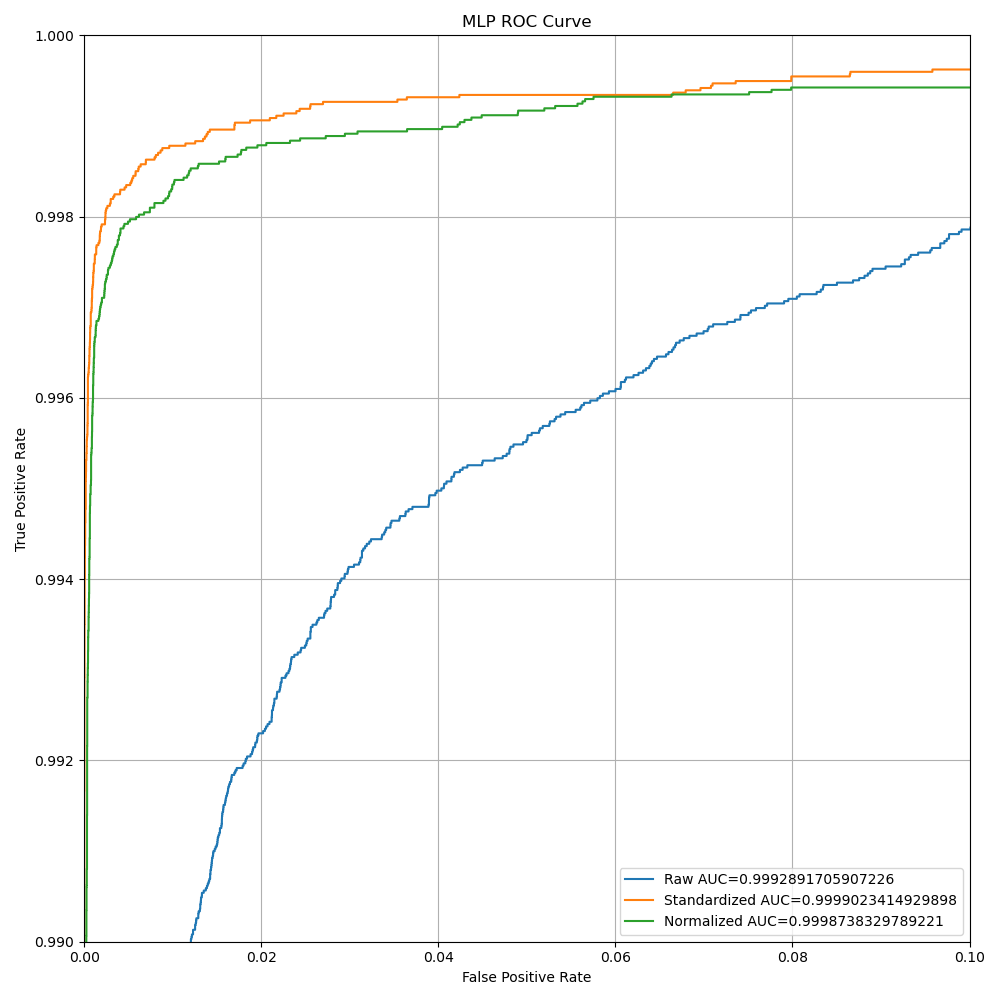 MLP ROC Curve
1.000
0.998
0.996
0.994
0.992
0.990
True Positive Rate
0.00
0.02
0.04
0.06
0.08
0.10
False Positive Rate
Raw AUC=0.9992891705907226
Standardized AUC=0.9999023414929898
Normalized AUC=0.9998738329789221